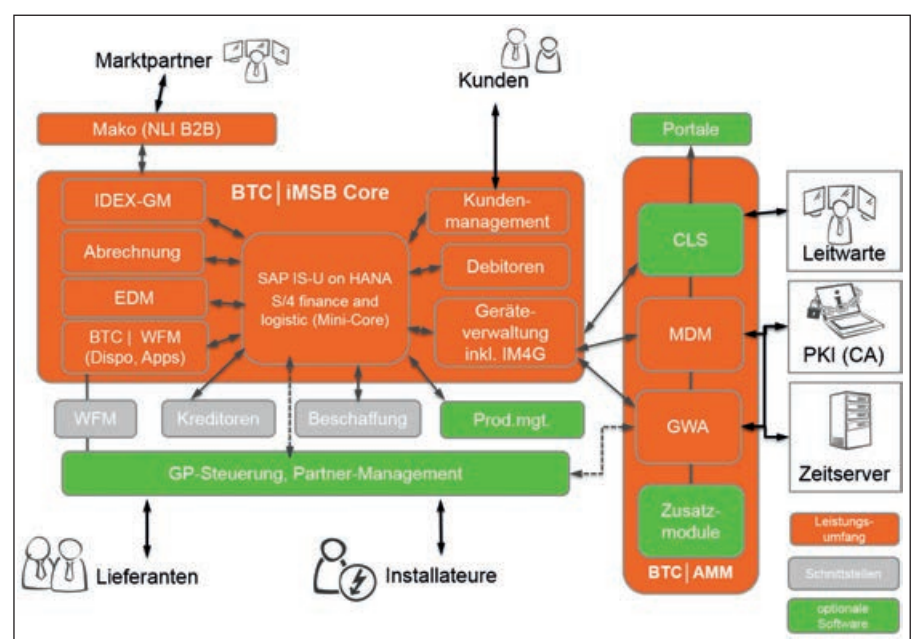 Marktpartner
Kunden
Mako (NLI B2B)
Portale
BTC | iMSB Core
IDEX-GM
Abrechnung
EDM
BTC | WFM
(Dispo, Apps)
SAP IS-U on HANA
S/4 finance and
logistic (Mini-Core)
Kunden-
management
Debitoren
Geräte-
verwaltung
inkl. IM4G
CLS
MDM
GWA
Zusatz-
module
BTC | AMM
Leitwarte
PKI (CA)
Zeitserver
WFM
Kreditoren
Beschaffung
Prod.mgt.
GP-Steuerung, Partner-Management
Lieferanten
Installateure
Leistungs-
umfang
Schnittstellen
optionale
Software